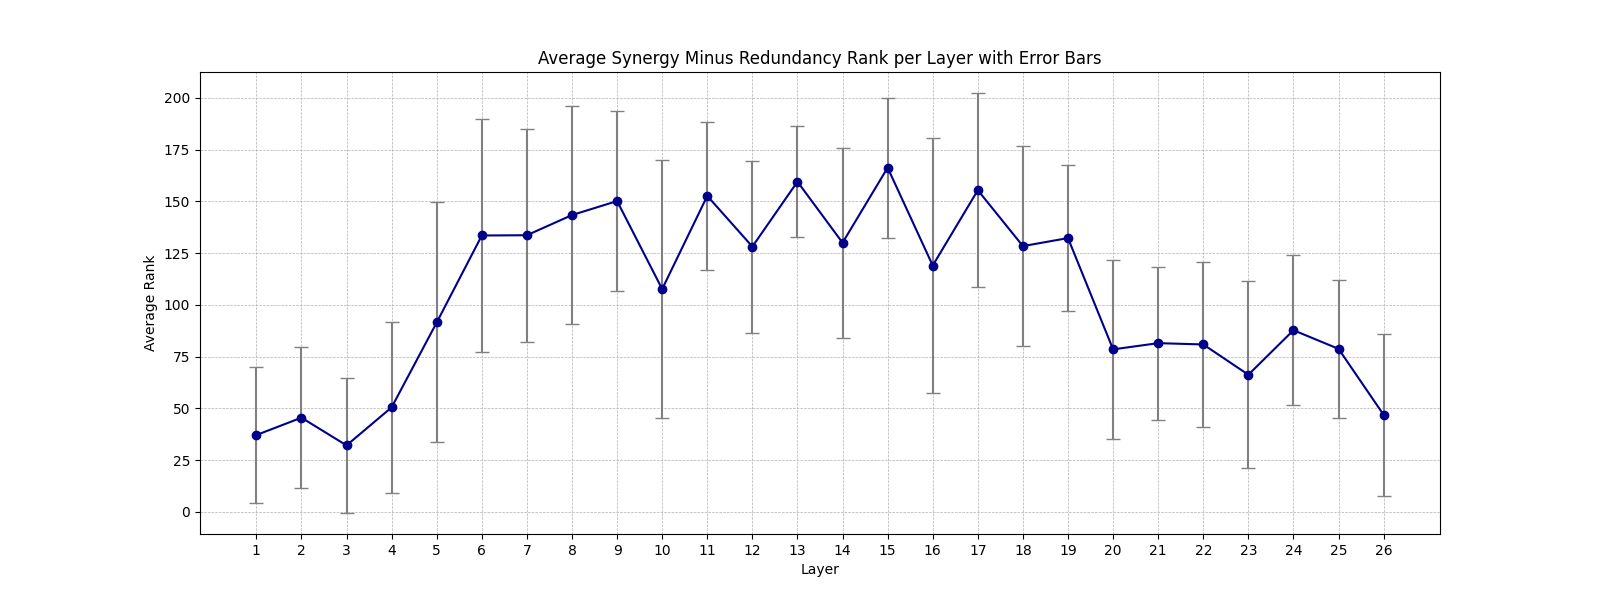 Average Synergy Minus Redundancy Rank per Layer with Error Bars
200
175
150
125
100
75
50
25
0
Average Rank
1 2 3 4 5 6 7 8 9 10 11 12 13 14 15 16 17 18 19 20 21 22 23 24 25 26
Layer